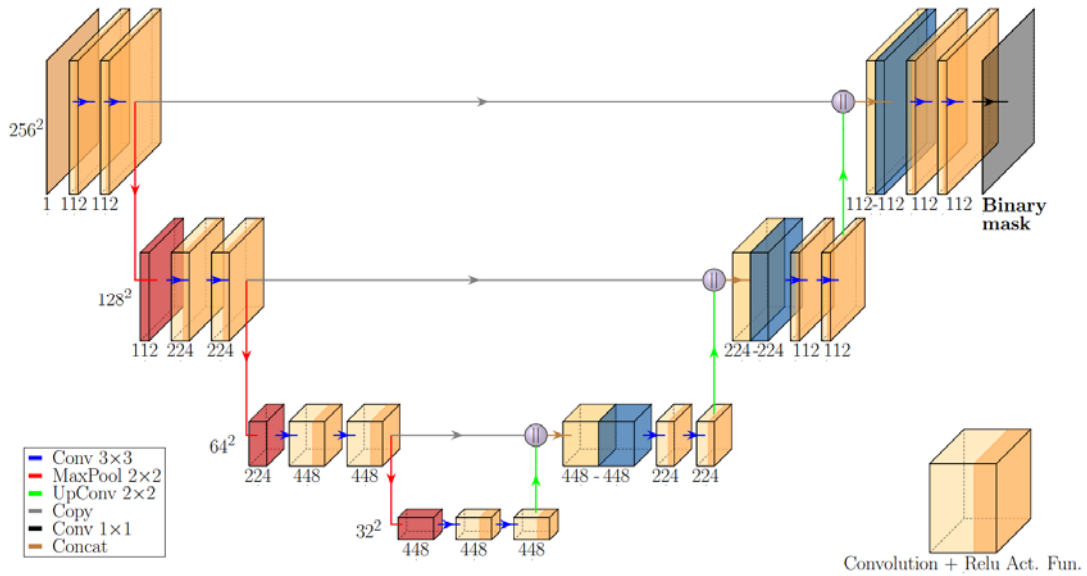 256²
1 112 112
112-112 112 112
Binary
mask
128²
112 224 224
224-224 112 112
64²
224 448 448
448 - 448 224 224
32²
448 448 448
Conv 3×3
MaxPool 2×2
UpConv 2×2
Copy
Conv 1×1
Concat
Convolution + Relu Act. Fun.